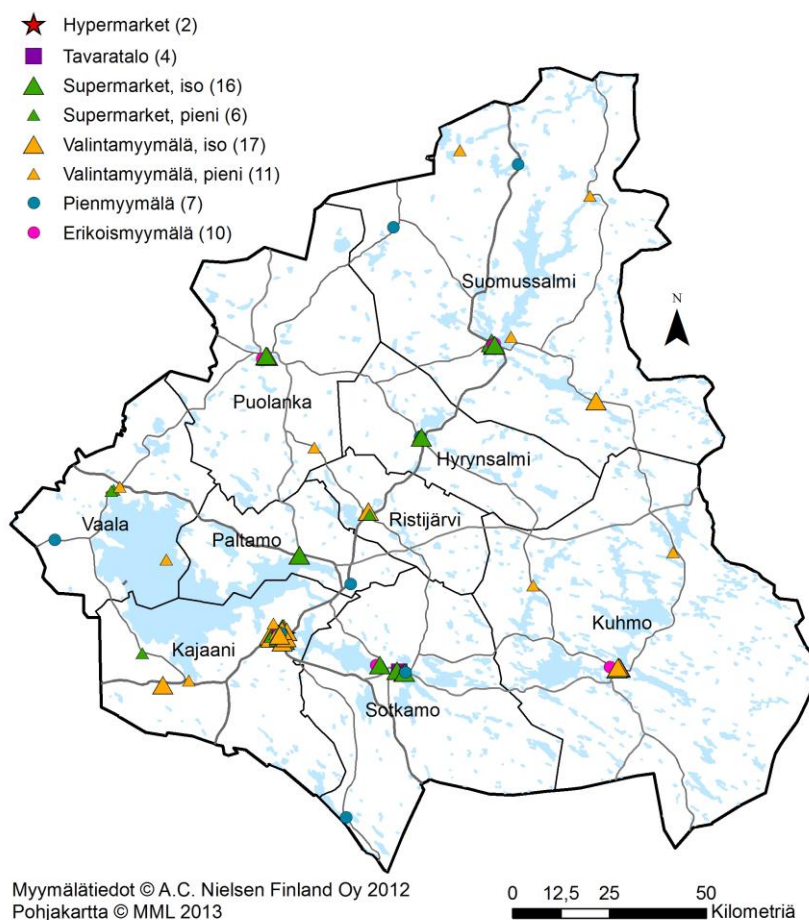 Hypermarket (2)
Tavaratalo (4)
Supermarket, iso (16)
Supermarket, pieni (6)
Valintamyymälä, iso (17)
Valintamyymälä, pieni (11)
Pienmyymälä (7)
Erikoismyymälä (10)
Suomussalmi
N
Puolanka
Hyrynsalmi
Vaala
Paltamo
Ristijärvi
Kajaani
Kuhmo
Sotkamo
Myymälätiedot © A.C. Nielsen Finland Oy 2012
Pohjakartta © MML 2013
0 12,5 25 50
Kilometriä